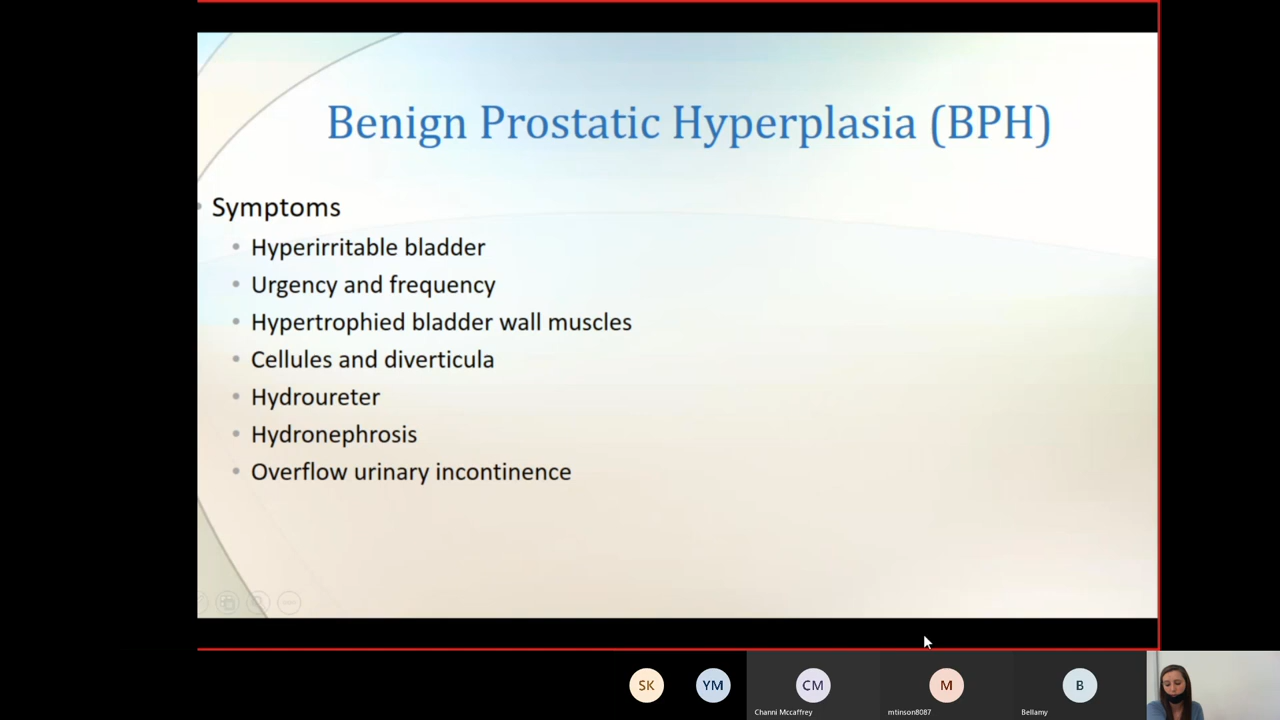 Benign Prostatic Hyperplasia (BPH)
Symptoms
Hyperirritable bladder
Urgency and frequency
Hypertrophied bladder wall muscles
Cellules and diverticula
Hydroureter
Hydronephrosis
Overflow urinary incontinence
SK
YM
CM
M
B
Channi Mccaffrey
mtinson8087
Bellamy